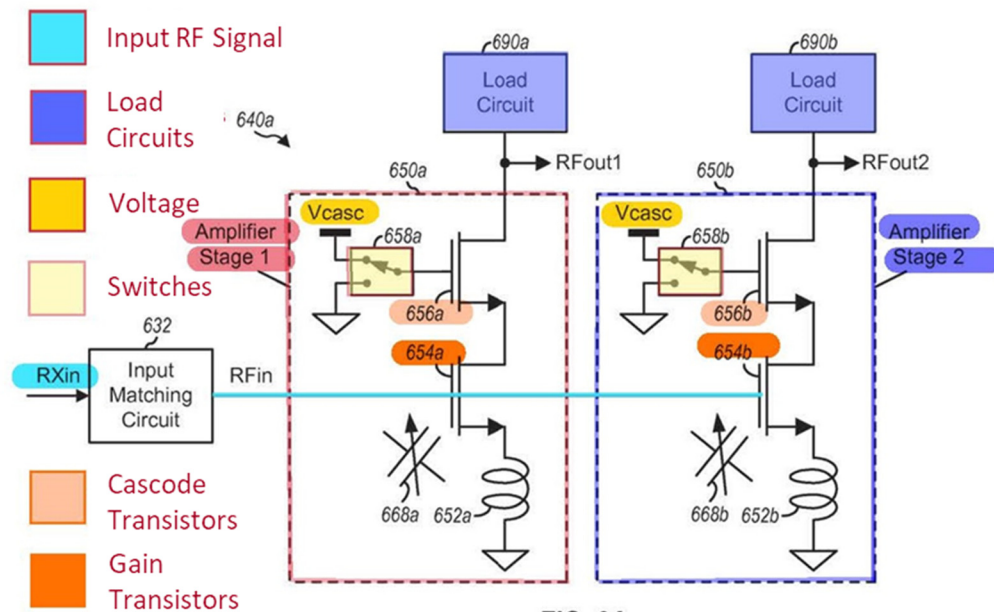 Input RF Signal
Load
Circuits
Voltage
Switches
Cascode
Transistors
Gain
Transistors
640a
690a
Load
Circuit
RFout1
650a
Vcasc
658a
Amplifier
Stage 1
656a
654a
668a
652a
690b
Load
Circuit
RFout2
650b
Vcasc
658b
Amplifier
Stage 2
656b
654b
668b
652b
632
RXin
Input
Matching
Circuit
RFin